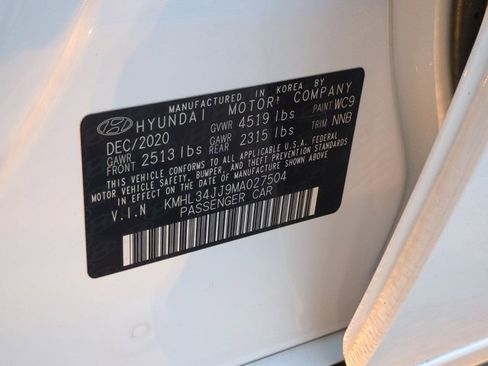 MANUFACTURED IN KOREA BY
HYUNDAI MOTOR COMPANY
DEC/2020 GVWR 4519 lbs PAINT WC9
GAWR FRONT 2513 lbs GAWR REAR 2315 lbs TRIM NNB
THIS VEHICLE CONFORMS TO ALL APPLICABLE U.S.A. FEDERAL
MOTOR VEHICLE SAFETY, BUMPER, AND THEFT PREVENTION
STANDARDS IN EFFECT ON THE DATE OF MANUFACTURE SHOWN ABOVE.
V.I.N KMHL34JJ9MA027504
PASSENGER CAR